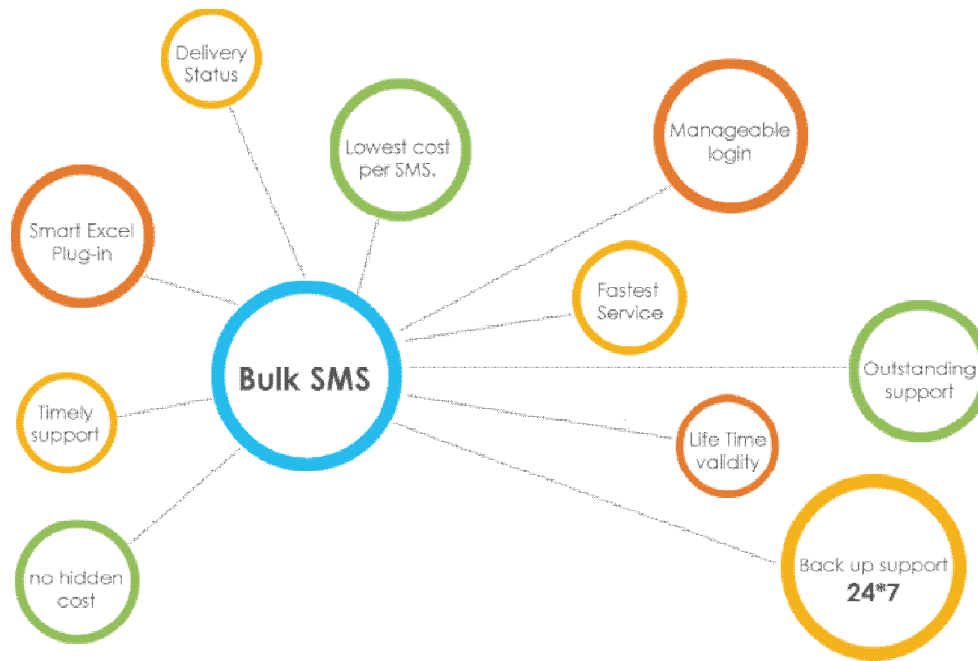 Delivery
Status
Lowest cost
per SMS.
Manageable
login
Smart Excel
Plug-in
Fastest
Service
Bulk SMS
Outstanding
support
Timely
support
Life Time
validity
no hidden
cost
Back up support
24*7